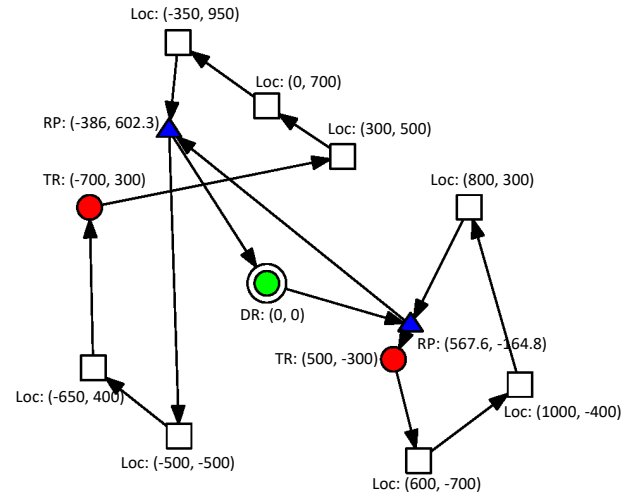 Loc: (-350, 950)
Loc: (0, 700)
RP: (-386, 602.3)
Loc: (300, 500)
TR: (-700, 300)
Loc: (800, 300)
DR: (0, 0)
RP: (567.6, -164.8)
TR: (500, -300)
Loc: (-650, 400)
Loc: (1000, -400)
Loc: (-500, -500)
Loc: (600, -700)